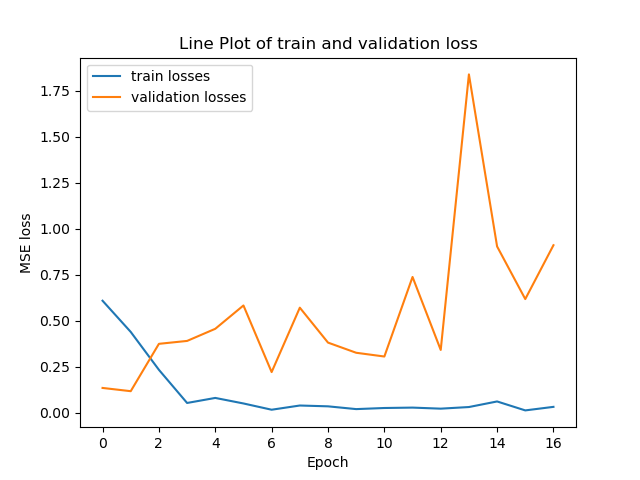 Line Plot of train and validation loss
train losses
validation losses
1.75
1.50
1.25
1.00
0.75
0.50
0.25
0.00
MSE loss
0 2 4 6 8 10 12 14 16
Epoch